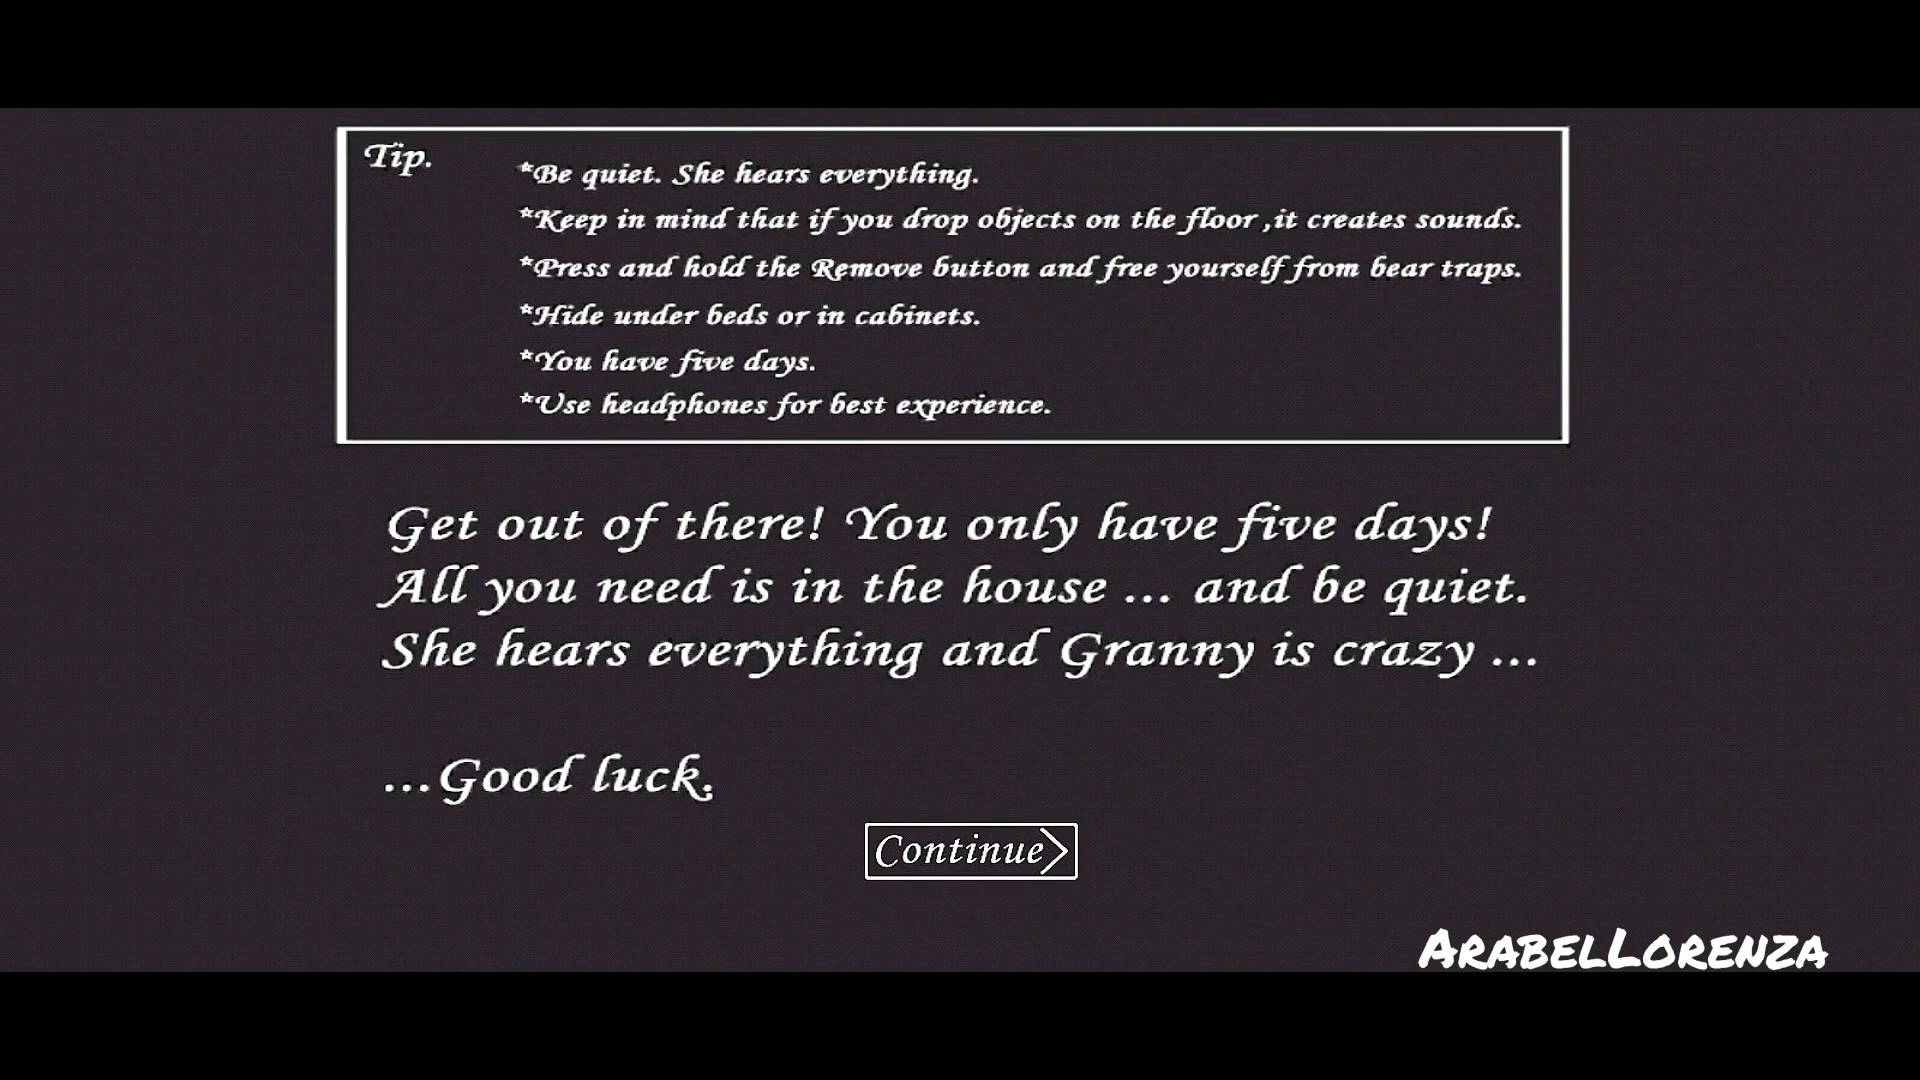 Tip.
*Be quiet. She hears everything.
*Keep in mind that if you drop objects on the floor ,it creates sounds.
*Press and hold the Remove button and free yourself from bear traps.
*Hide under beds or in cabinets.
*You have five days.
*Use headphones for best experience.
Get out of there! You only have five days!
All you need is in the house ... and be quiet.
She hears everything and Granny is crazy ...
...Good luck.
Continue>
ArabelLorenza